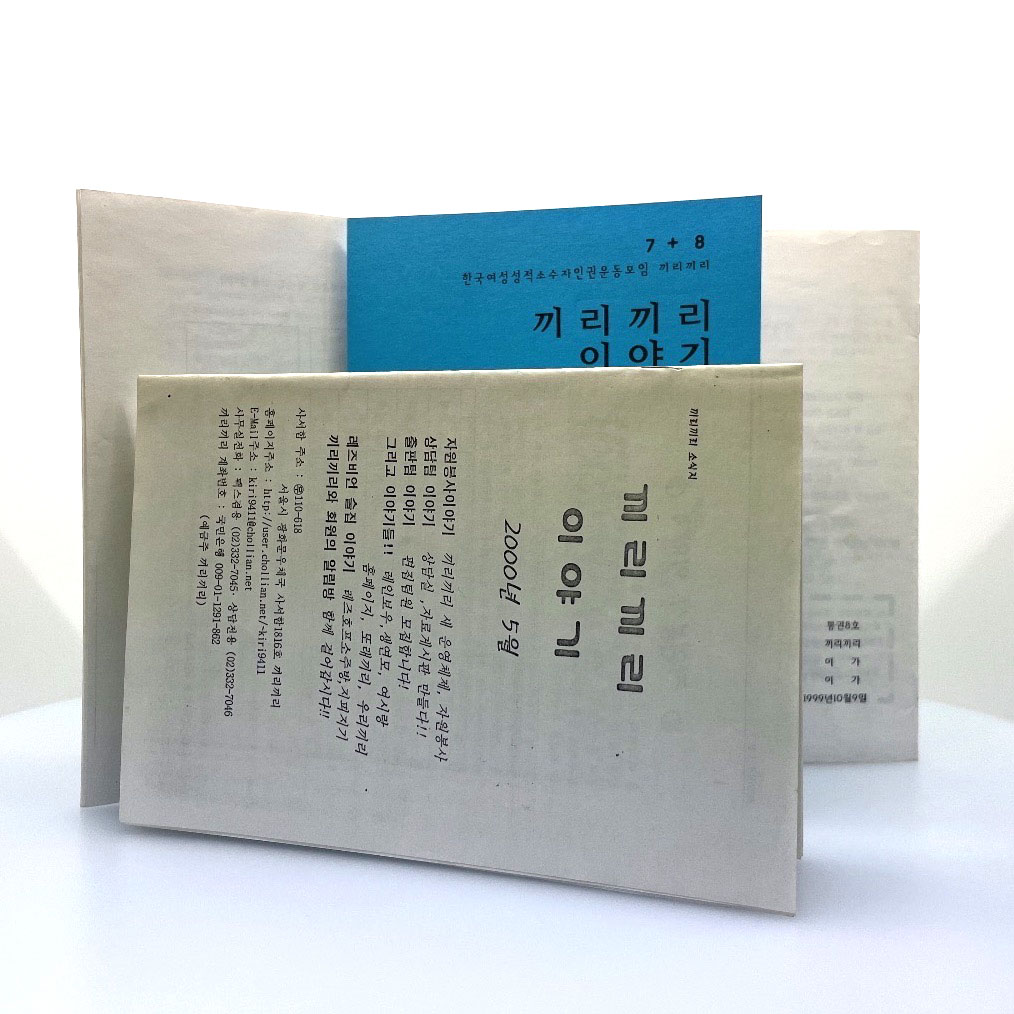 7 + 8
한국여성성적소수자인권운동모임 끼리끼리
끼리끼리
이야기
끼리끼리 소식지
끼리끼리
이야기
2000년 5월
자원봉사이야기 끼리끼리 새 운영체제, 자원봉사
상담팀 이야기 상담실, 자료게시판 만들다!!
출판팀 이야기 편집팀원 모집합니다!
그리고 이야기들!! 레인보우, 생연모, 여사랑
홈페이지, 또래끼리, 우리끼리
레즈비언 술집 이야기 레즈호프소주방, 지퍼지기
끼리끼리와 회원의 알림방 함께 걸어갑시다!!
사서함 주소 : ㉾110-618
서울시 광화문우체국 사서함1816호 끼리끼리
홈페이지주소 : http://user.chollian.net/~kiri9411
E-Mail주소 : kiri9411@chollian.net
사무실전화 : 팩스겸용 (02)332-7045· 상담전용 (02)332-7046
끼리끼리 계좌번호 : 국민은행 009-01-1291-862
(예금주 끼리끼리)
통권8호
끼리끼리
이 가
이 가
1999년10월9일